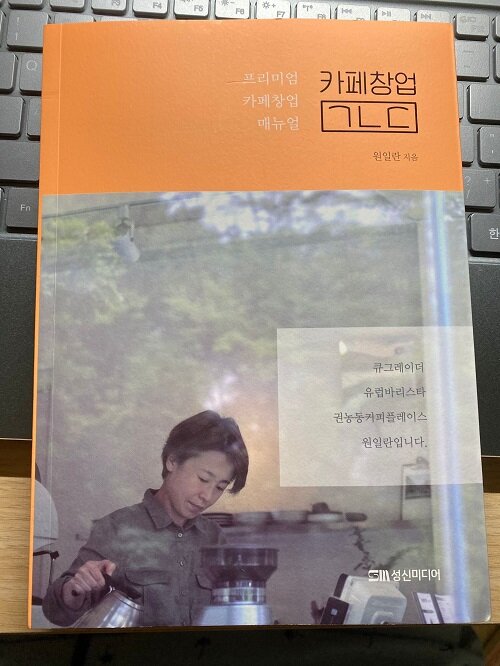 프리미엄
카페창업
매뉴얼
카페창업
ㄱㄴㄷ
원일란 지음
큐그레이더
유럽바리스타
권농동커피플레이스
원일란입니다.
SM 성신미디어
Fn
한